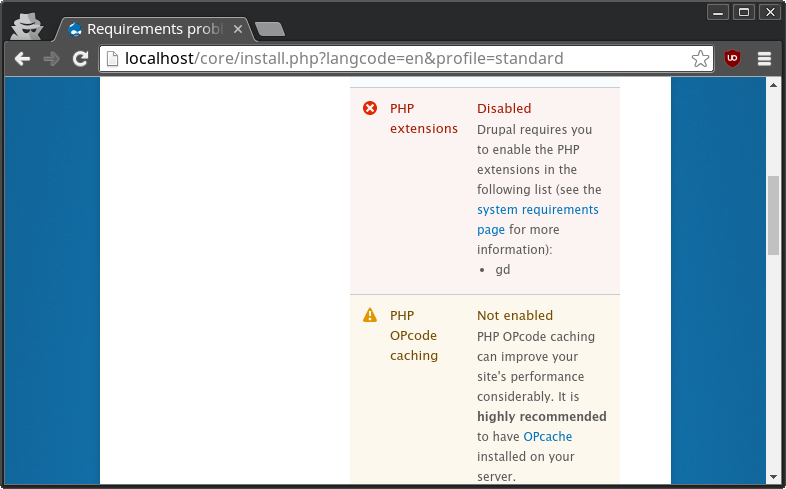 Requirements probl
localhost/core/install.php?langcode=en&profile=standard
UD
PHP
extensions
Disabled
Drupal requires you
to enable the PHP
extensions in the
following list (see the
system requirements
page for more
information):
• gd
PHP
OPcode
caching
Not enabled
PHP OPcode caching
can improve your
site's performance
considerably. It is
highly recommended
to have OPcache
installed on your
server.